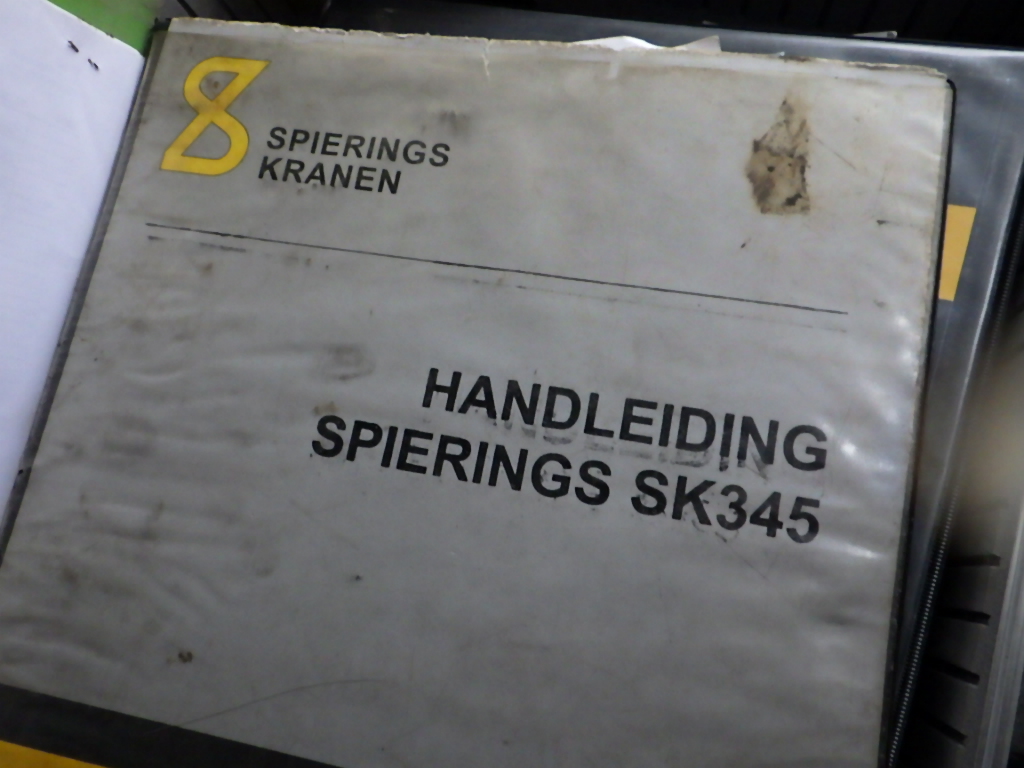 SPIERINGS
KRANEN
HANDLEIDING
SPIERINGS SK345